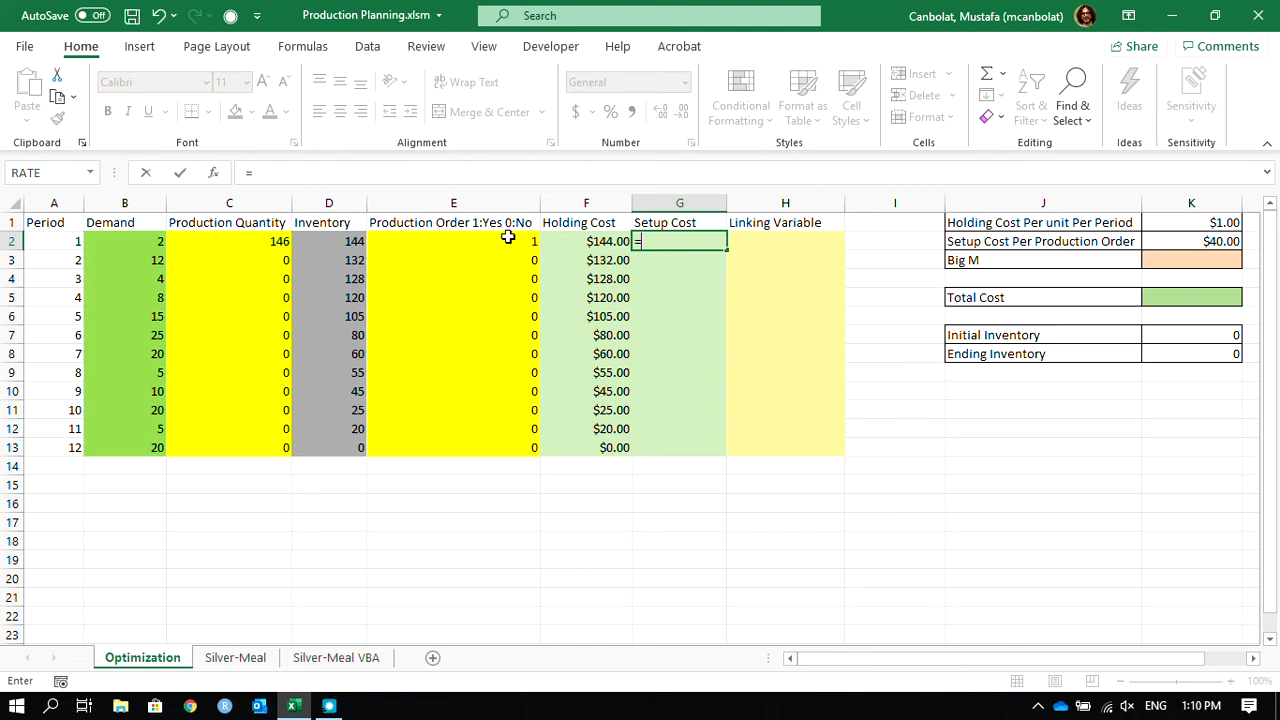 AutoSave Off Production Planning.xlsm Search Canbolat, Mustafa (mcanbolat)
File Home Insert Page Layout Formulas Data Review View Developer Help Acrobat Share Comments
Paste Calibri 11 B I U Wrap Text Merge & Center General $ % , Conditional Formatting Format as Table Cell Styles Insert Delete Format Sort & Filter Find & Select Ideas Sensitivity
Clipboard Font Alignment Number Styles Cells Editing Ideas Sensitivity
RATE fx =
A B C D E F G H I J K
1 Period Demand Production Quantity Inventory Production Order 1:Yes 0:No Holding Cost Setup Cost Linking Variable Holding Cost Per unit Per Period $1.00
2 1 2 146 144 1 $144.00 = Setup Cost Per Production Order $40.00
3 2 12 0 132 0 $132.00 Big M
4 3 4 0 128 0 $128.00
5 4 8 0 120 0 $120.00 Total Cost
6 5 15 0 105 0 $105.00
7 6 25 0 80 0 $80.00 Initial Inventory 0
8 7 20 0 60 0 $60.00 Ending Inventory 0
9 8 5 0 55 0 $55.00
10 9 10 0 45 0 $45.00
11 10 20 0 25 0 $25.00
12 11 5 0 20 0 $20.00
13 12 20 0 0 0 $0.00
14
15
16
17
18
19
20
21
22
23
Optimization Silver-Meal Silver-Meal VBA
Enter 100%
ENG 1:10 PM